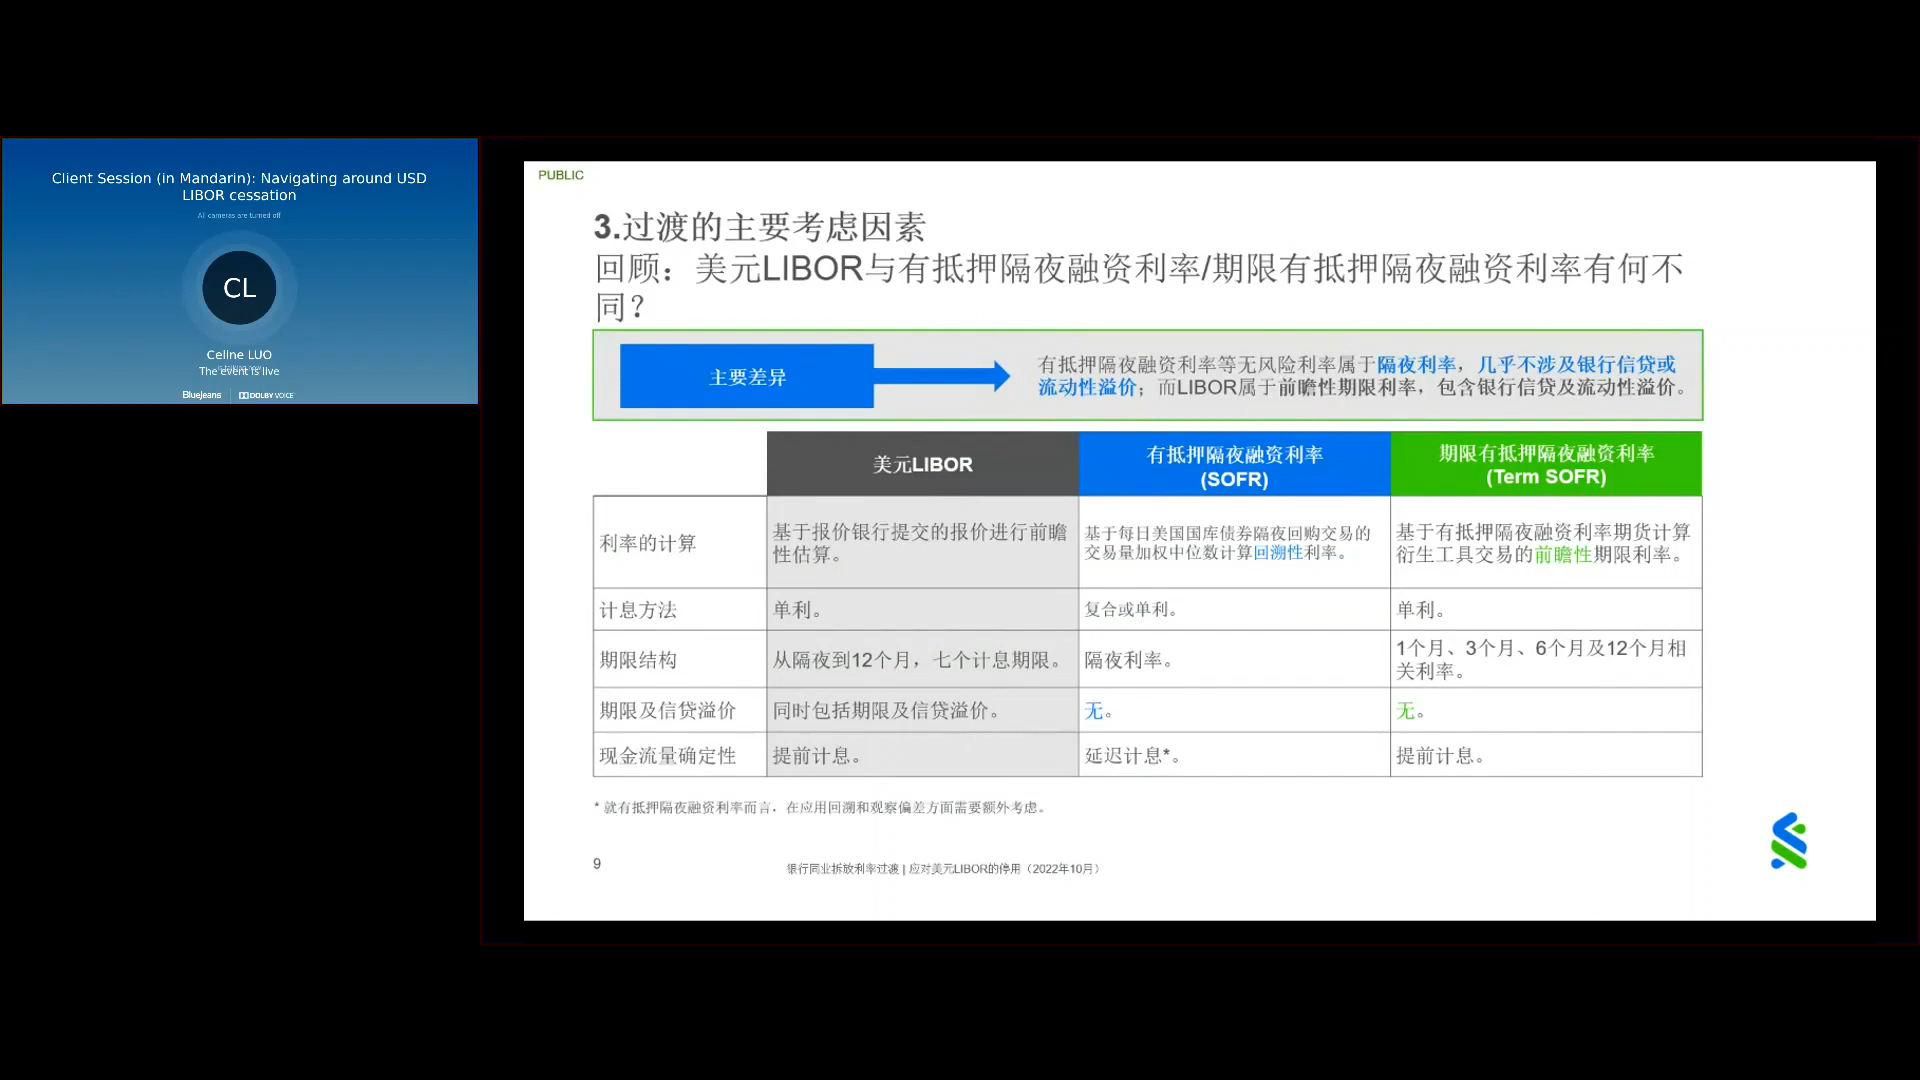 Client Session (in Mandarin): Navigating around USD
LIBOR cessation
All cameras are turned off
CL
Celine LUO
The event is live
BlueJeans
DOLBY VOICE
PUBLIC
3.过渡的主要考虑因素
回顾：美元LIBOR与有抵押隔夜融资利率/期限有抵押隔夜融资利率有何不
同？
主要差异
有抵押隔夜融资利率等无风险利率属于隔夜利率，几乎不涉及银行信贷或
流动性溢价；而LIBOR属于前瞻性期限利率，包含银行信贷及流动性溢价。
美元LIBOR
有抵押隔夜融资利率
(SOFR)
期限有抵押隔夜融资利率
(Term SOFR)
利率的计算
基于报价银行提交的报价进行前瞻
性估算。
基于每日美国国库债券隔夜回购交易的
交易量加权中位数计算回溯性利率。
基于有抵押隔夜融资利率期货计算
衍生工具交易的前瞻性期限利率。
计息方法
单利。
复合或单利。
单利。
期限结构
从隔夜到12个月，七个计息期限。
隔夜利率。
1个月、3个月、6个月及12个月相
关利率。
期限及信贷溢价
同时包括期限及信贷溢价。
无。
无。
现金流量确定性
提前计息。
延迟计息*。
提前计息。
* 就有抵押隔夜融资利率而言，在应用回溯和观察偏差方面需要额外考虑。
9
银行同业拆放利率过渡 | 应对美元LIBOR的停用（2022年10月）